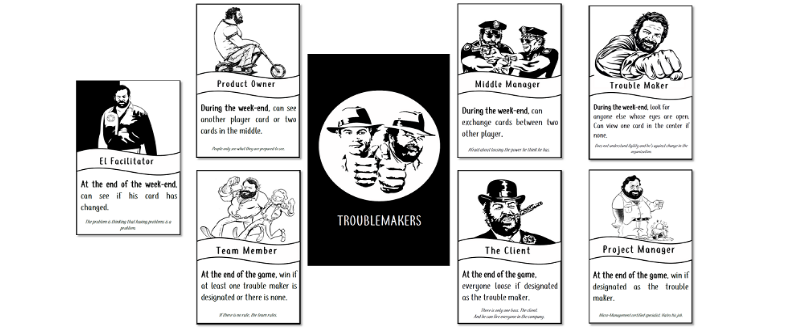 El Facilitator
At the end of the week-end,
can see if his card has
changed.
The problem is thinking that having problems is a
problem.
Product Owner
During the week-end, can see
another player card or two
cards in the middle.
People only see what they are prepared to see.
Team Member
At the end of the game, win if
at least one trouble maker is
designated or there is none.
If there is no rule, the team rules.
TROUBLEMAKERS
Middle Manager
During the week-end, can
exchange cards between two
other player.
Afraid about loosing the power he think he has.
The Client
At the end of the game,
everyone loose if designated
as the trouble maker.
There is only one boss. The client.
And he can fire everyone in the company.
Trouble Maker
During the week-end, look for
anyone else whose eyes are open.
Can view one card in the center if
none.
Does not understand Agility and he's against change in the
organization.
Project Manager
At the end of the game, win if
designated as the trouble
maker.
Micro-Management certified specialist. Hates his job.